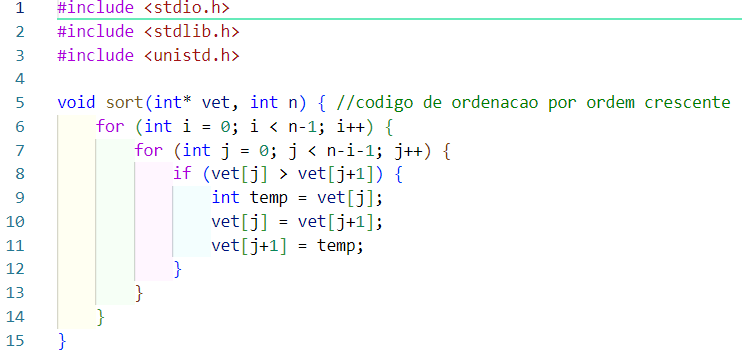 1 #include <stdio.h>
2 #include <stdlib.h>
3 #include <unistd.h>
4
5 void sort(int* vet, int n) { //codigo de ordenacao por ordem crescente
6     for (int i = 0; i < n-1; i++) {
7         for (int j = 0; j < n-i-1; j++) {
8             if (vet[j] > vet[j+1]) {
9                 int temp = vet[j];
10                 vet[j] = vet[j+1];
11                 vet[j+1] = temp;
12             }
13         }
14     }
15 }